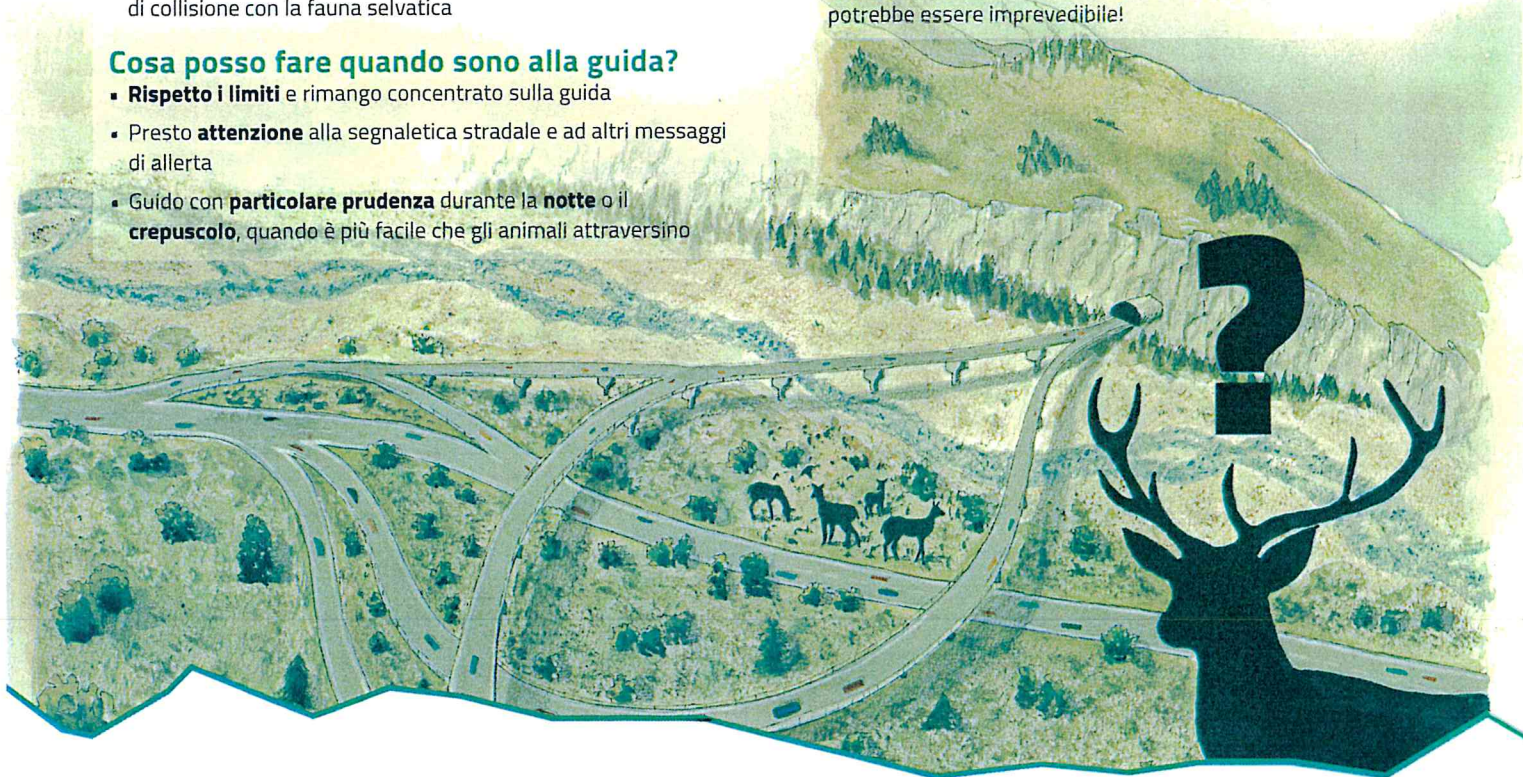 di collisione con la fauna selvatica
Cosa posso fare quando sono alla guida?
▪ Rispetto i limiti e rimango concentrato sulla guida
▪ Presto attenzione alla segnaletica stradale e ad altri messaggi
di allerta
▪ Guido con particolare prudenza durante la notte o il
crepuscolo, quando è più facile che gli animali attraversino
potrebbe essere imprevedibile!
?